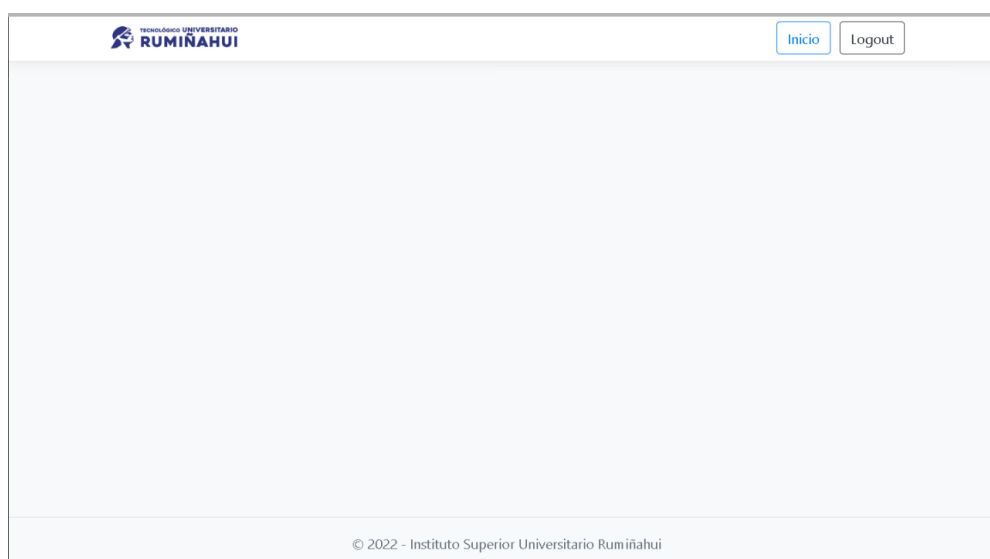 TECNOLÓGICO UNIVERSITARIO
RUMIÑAHUI
Inicio
Logout
© 2022 - Instituto Superior Universitario Rumiñahui